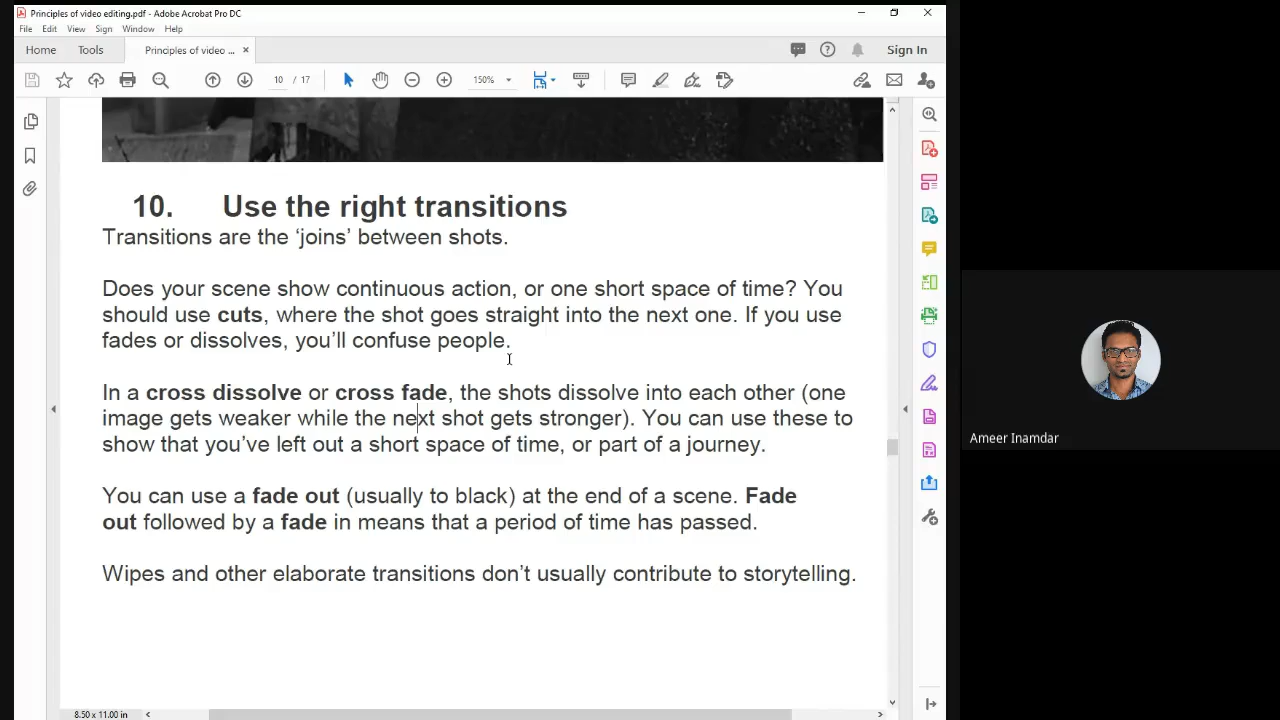 Principles of video editing.pdf - Adobe Acrobat Pro DC
File Edit View Sign Window Help
Home Tools Principles of video ... × Sign In
10 / 17 150%
10. Use the right transitions
Transitions are the ‘joins’ between shots.
Does your scene show continuous action, or one short space of time? You
should use cuts, where the shot goes straight into the next one. If you use
fades or dissolves, you’ll confuse people.
In a cross dissolve or cross fade, the shots dissolve into each other (one
image gets weaker while the next shot gets stronger). You can use these to
show that you’ve left out a short space of time, or part of a journey.
You can use a fade out (usually to black) at the end of a scene. Fade
out followed by a fade in means that a period of time has passed.
Wipes and other elaborate transitions don’t usually contribute to storytelling.
8.50 x 11.00 in
Ameer Inamdar